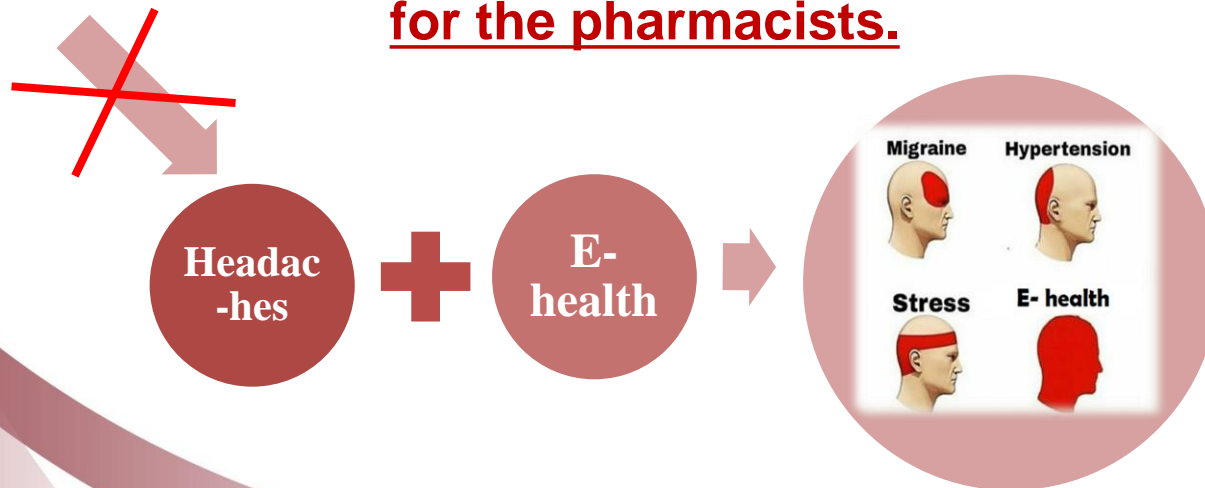 for the pharmacists.
Headac
-hes
E-
health
Migraine
Hypertension
Stress
E- health